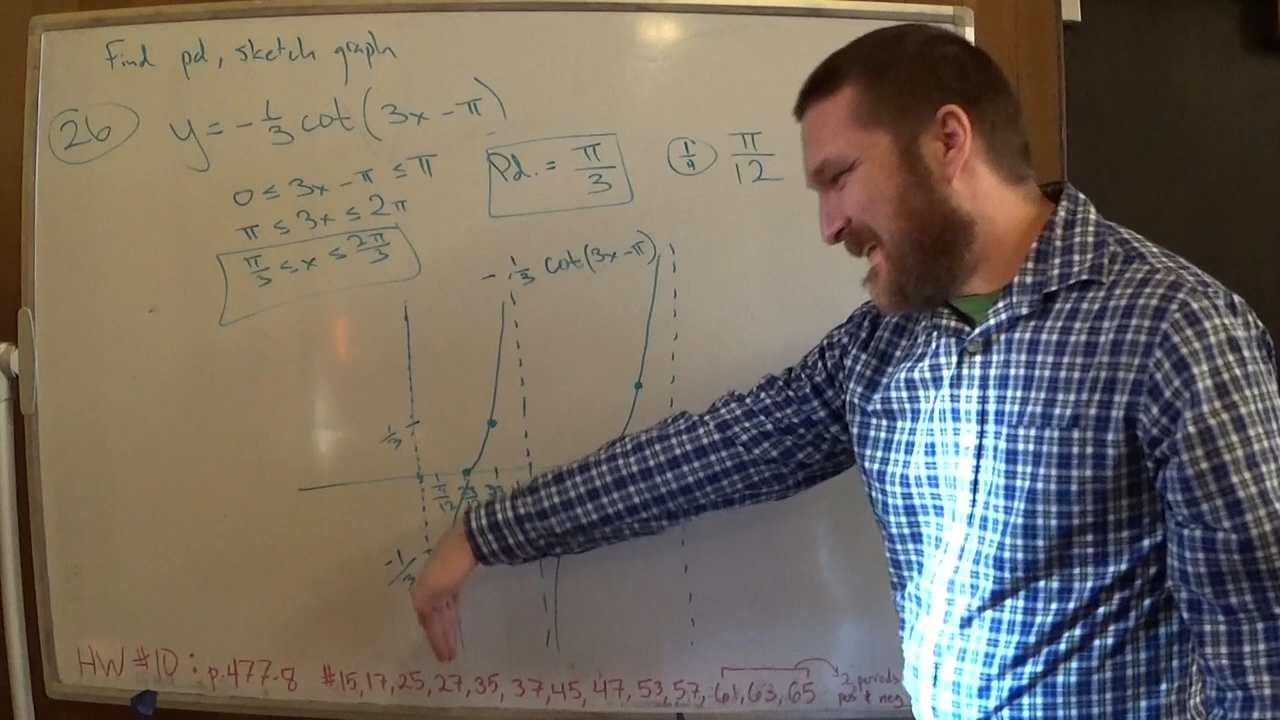 Find pd, sketch graph
26 y = -1/3 cot(3x - π)
0 ≤ 3x - π ≤ π
π ≤ 3x ≤ 2π
π/3 ≤ x ≤ 2π/3
Pd. = π/3
1/4 π/12
-1/3 cot(3x - π)
1/3
π/12
-1/3
HW #10: p.477-8 #15,17,25,27,35,37,45,47,53,57,61,63,65
2 periods
pos & neg